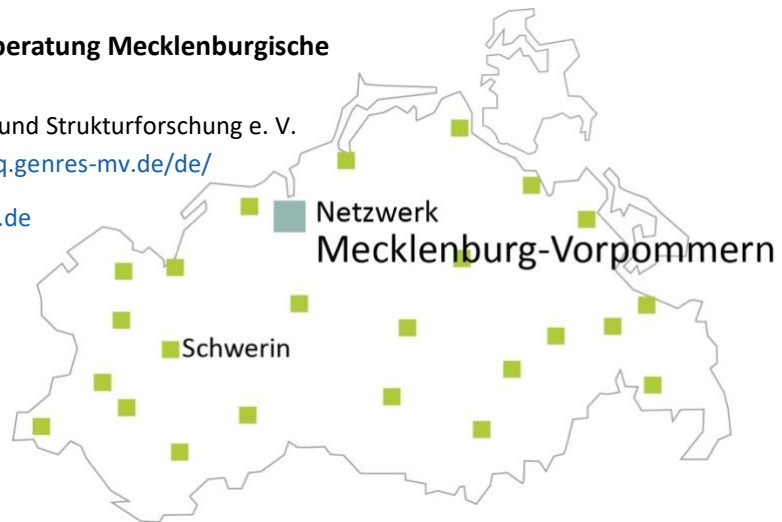 beratung Mecklenburgische
und Strukturforschung e. V.
q.genres-mv.de/de/
.de
Netzwerk
Mecklenburg-Vorpommern
Schwerin